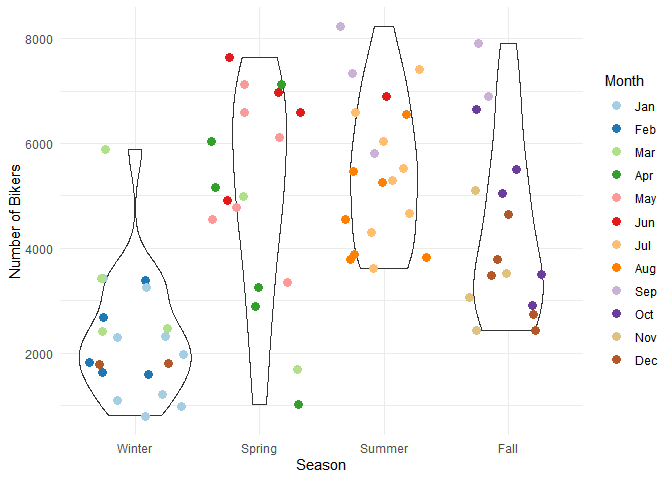 8000
6000
4000
2000
Number of Bikers
Winter
Spring
Summer
Fall
Season
Month
Jan
Feb
Mar
Apr
May
Jun
Jul
Aug
Sep
Oct
Nov
Dec